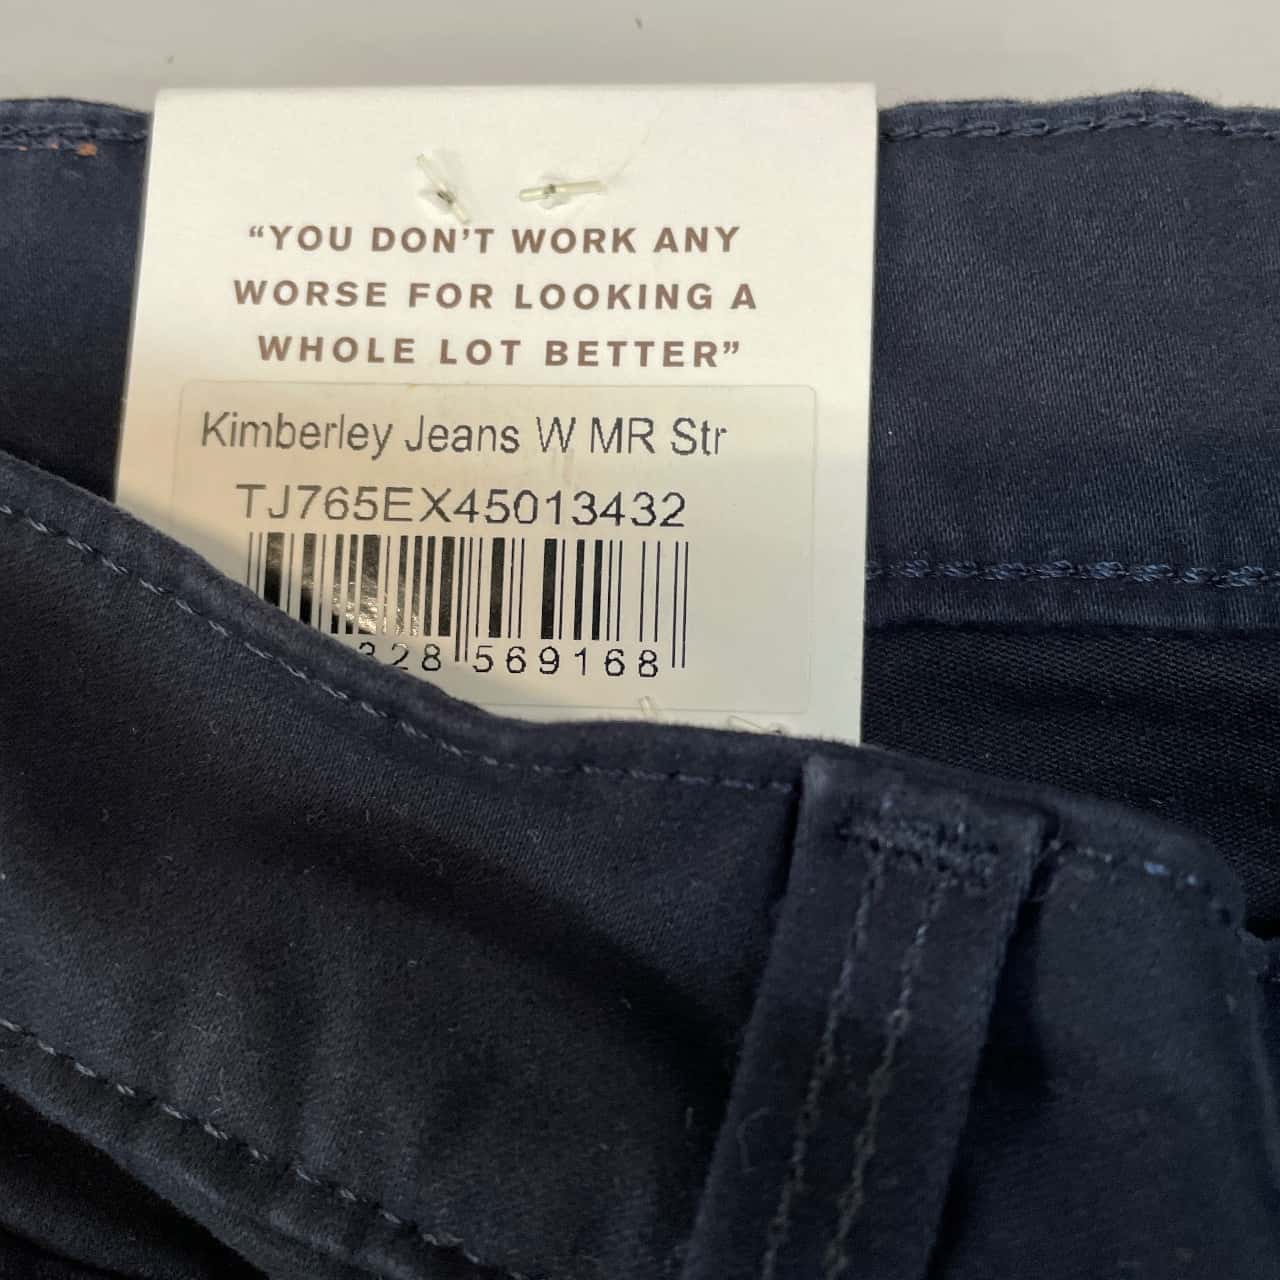 “YOU DON’T WORK ANY
WORSE FOR LOOKING A
WHOLE LOT BETTER”
Kimberley Jeans W MR Str
TJ765EX45013432
328 569168